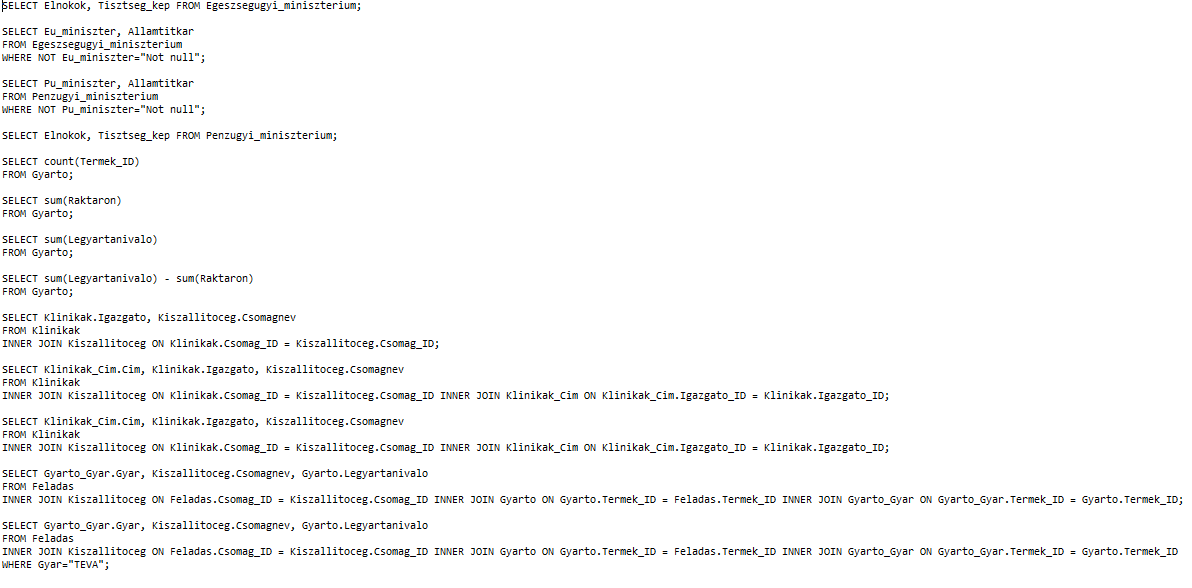 SELECT Elnokok, Tisztseg_kep FROM Egeszsegugyi_miniszterium;
SELECT Eu_miniszter, Allamtitkar
FROM Egeszsegugyi_miniszterium
WHERE NOT Eu_miniszter="Not null";
SELECT Pu_miniszter, Allamtitkar
FROM Penzugyi_miniszterium
WHERE NOT Pu_miniszter="Not null";
SELECT Elnokok, Tisztseg_kep FROM Penzugyi_miniszterium;
SELECT count(Termek_ID)
FROM Gyarto;
SELECT sum(Raktaron)
FROM Gyarto;
SELECT sum(Legyartanivalo)
FROM Gyarto;
SELECT sum(Legyartanivalo) - sum(Raktaron)
FROM Gyarto;
SELECT Klinikak.Igazgato, Kiszallitoceg.Csomagnev
FROM Klinikak
INNER JOIN Kiszallitoceg ON Klinikak.Csomag_ID = Kiszallitoceg.Csomag_ID;
SELECT Klinikak_Cim.Cim, Klinikak.Igazgato, Kiszallitoceg.Csomagnev
FROM Klinikak
INNER JOIN Kiszallitoceg ON Klinikak.Csomag_ID = Kiszallitoceg.Csomag_ID INNER JOIN Klinikak_Cim ON Klinikak_Cim.Igazgato_ID = Klinikak.Igazgato_ID;
SELECT Klinikak_Cim.Cim, Klinikak.Igazgato, Kiszallitoceg.Csomagnev
FROM Klinikak
INNER JOIN Kiszallitoceg ON Klinikak.Csomag_ID = Kiszallitoceg.Csomag_ID INNER JOIN Klinikak_Cim ON Klinikak_Cim.Igazgato_ID = Klinikak.Igazgato_ID;
SELECT Gyarto_Gyar.Gyar, Kiszallitoceg.Csomagnev, Gyarto.Legyartanivalo
FROM Feladas
INNER JOIN Kiszallitoceg ON Feladas.Csomag_ID = Kiszallitoceg.Csomag_ID INNER JOIN Gyarto ON Gyarto.Termek_ID = Feladas.Termek_ID INNER JOIN Gyarto_Gyar ON Gyarto_Gyar.Termek_ID = Gyarto.Termek_ID;
SELECT Gyarto_Gyar.Gyar, Kiszallitoceg.Csomagnev, Gyarto.Legyartanivalo
FROM Feladas
INNER JOIN Kiszallitoceg ON Feladas.Csomag_ID = Kiszallitoceg.Csomag_ID INNER JOIN Gyarto ON Gyarto.Termek_ID = Feladas.Termek_ID INNER JOIN Gyarto_Gyar ON Gyarto_Gyar.Termek_ID = Gyarto.Termek_ID
WHERE Gyar="TEVA";